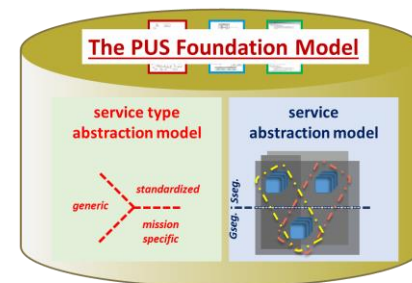 The PUS Foundation Model
service type
abstraction model
generic
standardized
mission
specific
service
abstraction model
Gseg. Sseg.